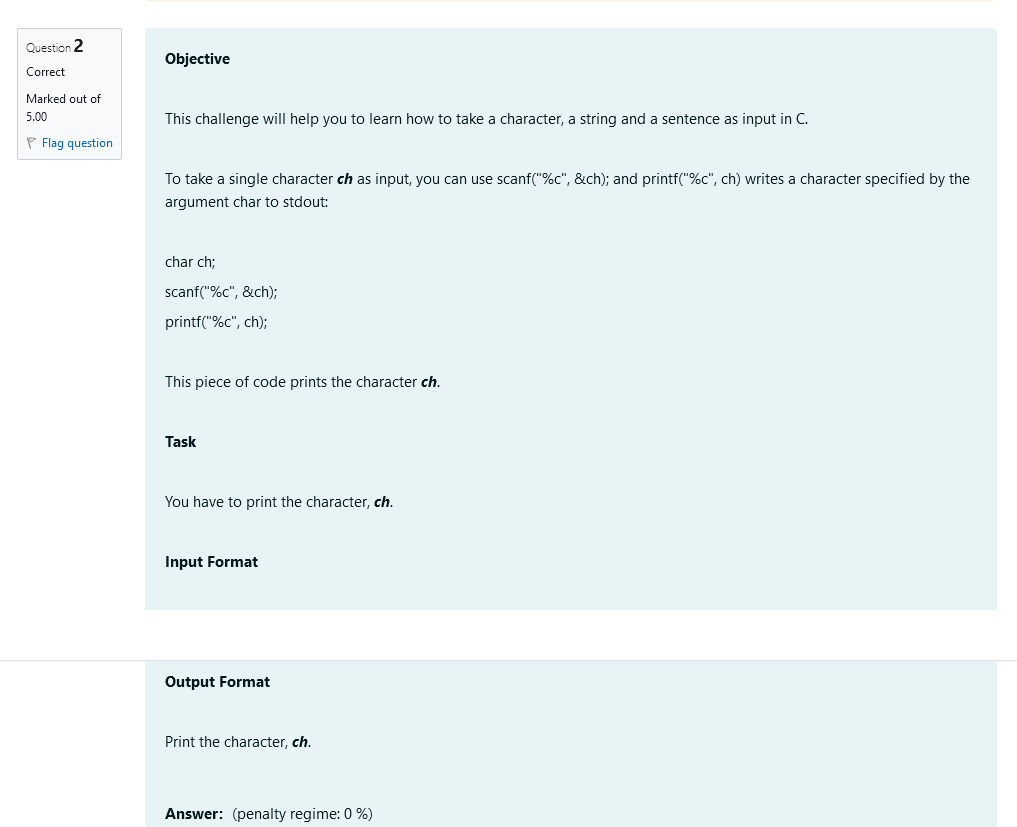 Question 2
Correct
Marked out of
5.00
Flag question
Objective
This challenge will help you to learn how to take a character, a string and a sentence as input in C.
To take a single character ch as input, you can use scanf("%c", &ch); and printf("%c", ch) writes a character specified by the
argument char to stdout:
char ch;
scanf("%c", &ch);
printf("%c", ch);
This piece of code prints the character ch.
Task
You have to print the character, ch.
Input Format
Output Format
Print the character, ch.
Answer: (penalty regime: 0 %)